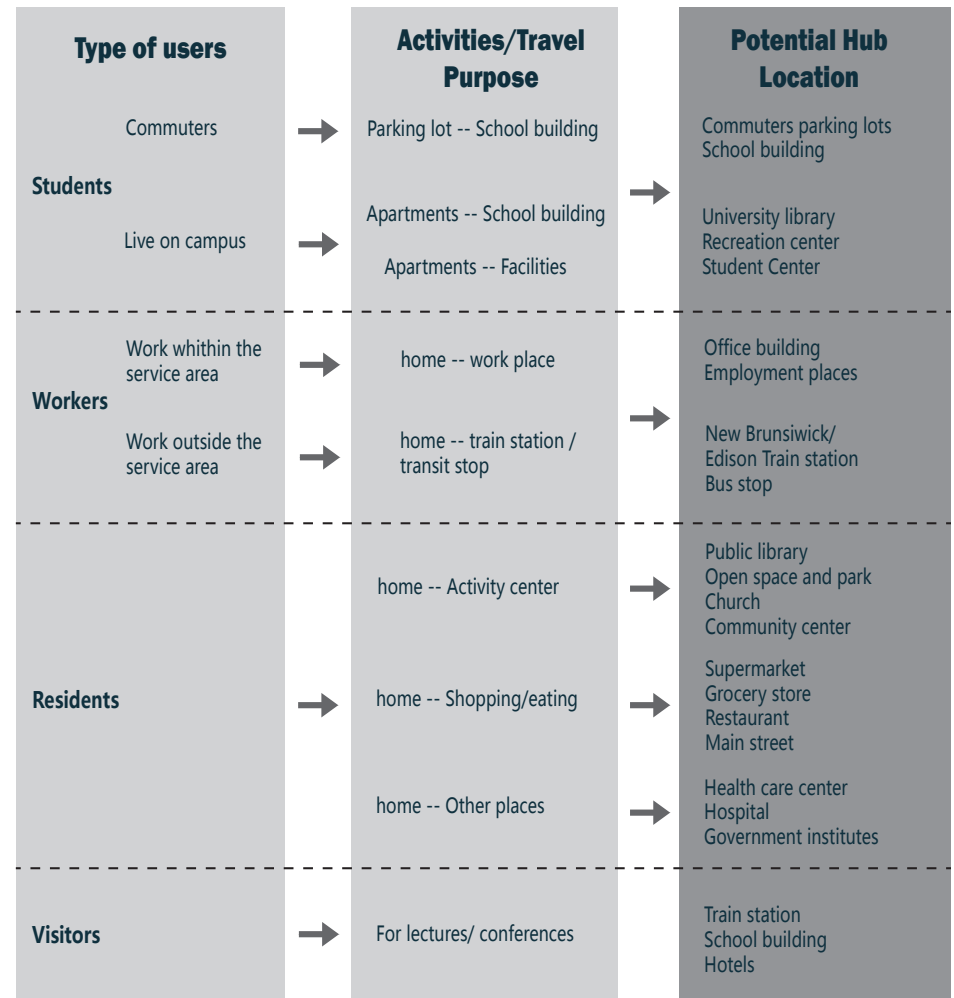 Type of users
Activities/Travel
Purpose
Potential Hub
Location
Commuters
Parking lot -- School building
Commuters parking lots
School building
Students
Live on campus
Apartments -- School building
Apartments -- Facilities
University library
Recreation center
Student Center
Work whithin the
service area
home -- work place
Office building
Employment places
Workers
Work outside the
service area
home -- train station /
transit stop
New Brunsiwick/
Edison Train station
Bus stop
Residents
home -- Activity center
Public library
Open space and park
Church
Community center
home -- Shopping/eating
Supermarket
Grocery store
Restaurant
Main street
home -- Other places
Health care center
Hospital
Government institutes
Visitors
For lectures/ conferences
Train station
School building
Hotels